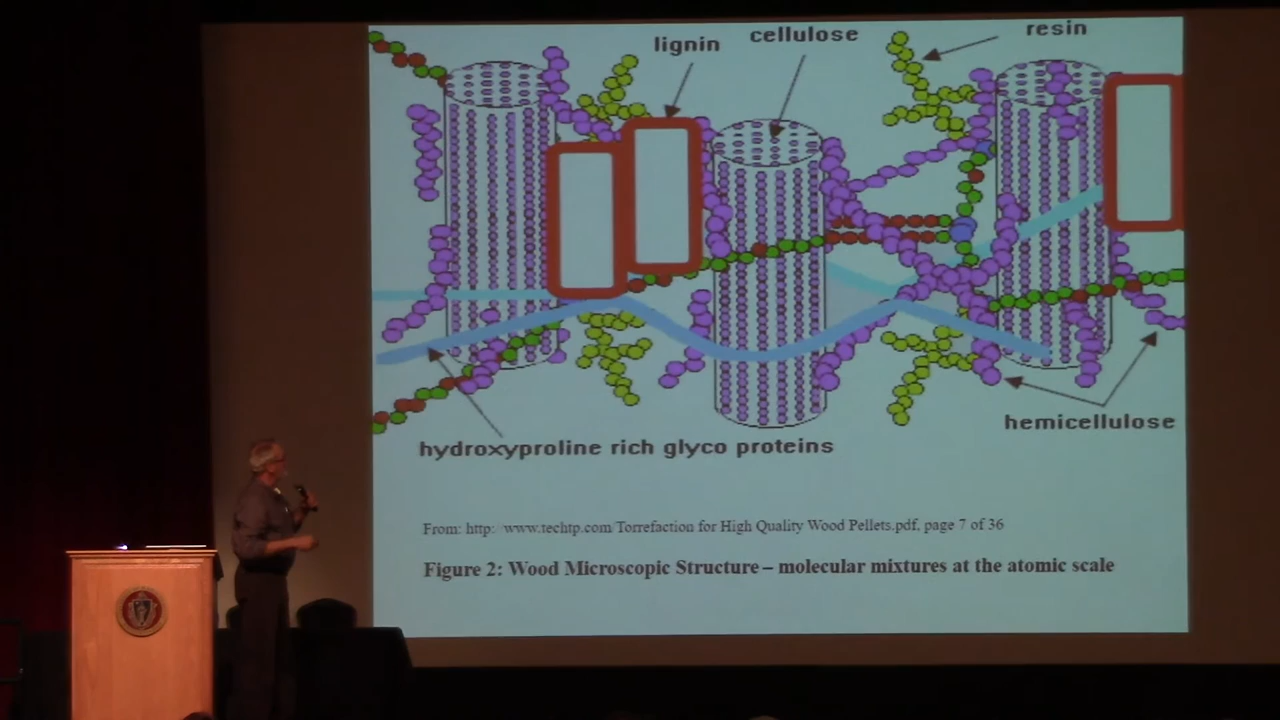 lignin
cellulose
resin
hemicellulose
hydroxyproline rich glyco proteins
From: http: www.techtp.com/Torrefaction for High Quality Wood Pellets.pdf, page 7 of 36
Figure 2: Wood Microscopic Structure – molecular mixtures at the atomic scale